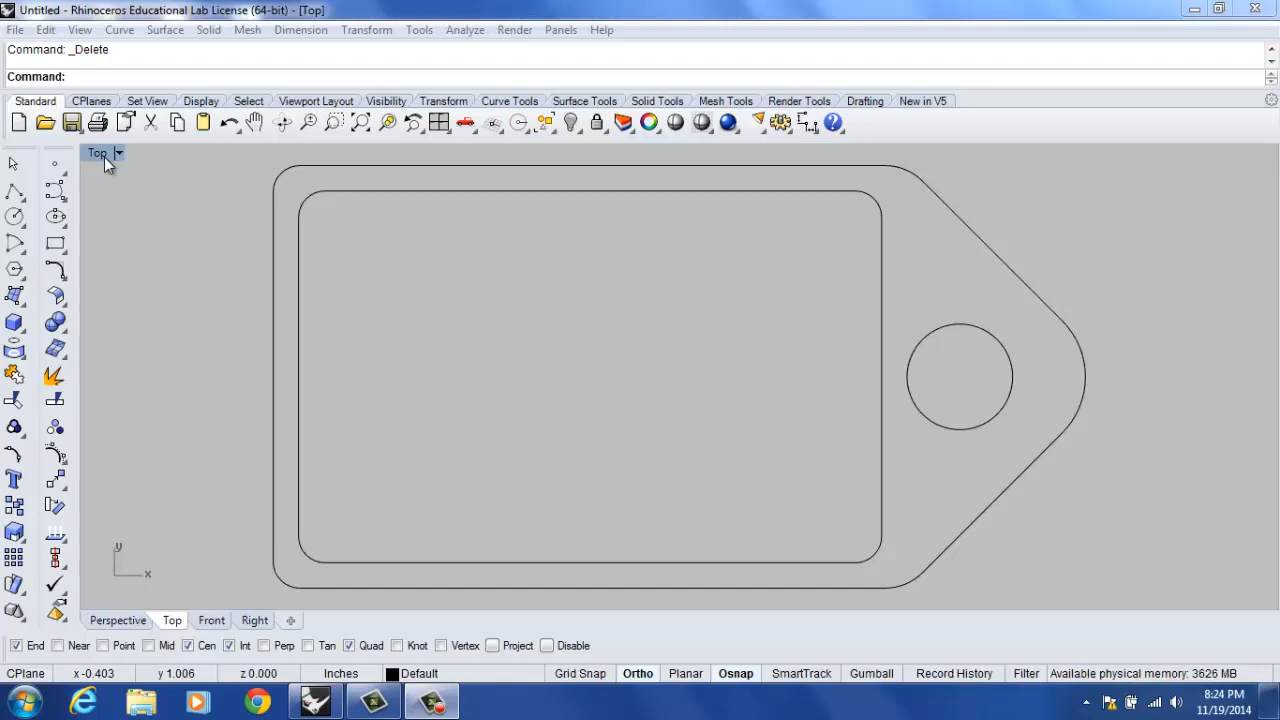 Untitled - Rhinoceros Educational Lab License (64-bit) - [Top]
File Edit View Curve Surface Solid Mesh Dimension Transform Tools Analyze Render Panels Help
Command: _Delete
Command:
Standard CPlanes Set View Display Select Viewport Layout Visibility Transform Curve Tools Surface Tools Solid Tools Mesh Tools Render Tools Drafting New in V5
Top
y
x
Perspective Top Front Right
End Near Point Mid Cen Int Perp Tan Quad Knot Vertex Project Disable
CPlane x -0.403 y 1.006 z 0.000 Inches Default Grid Snap Ortho Planar Osnap SmartTrack Gumball Record History Filter Available physical memory: 3626 MB
8:24 PM
11/19/2014